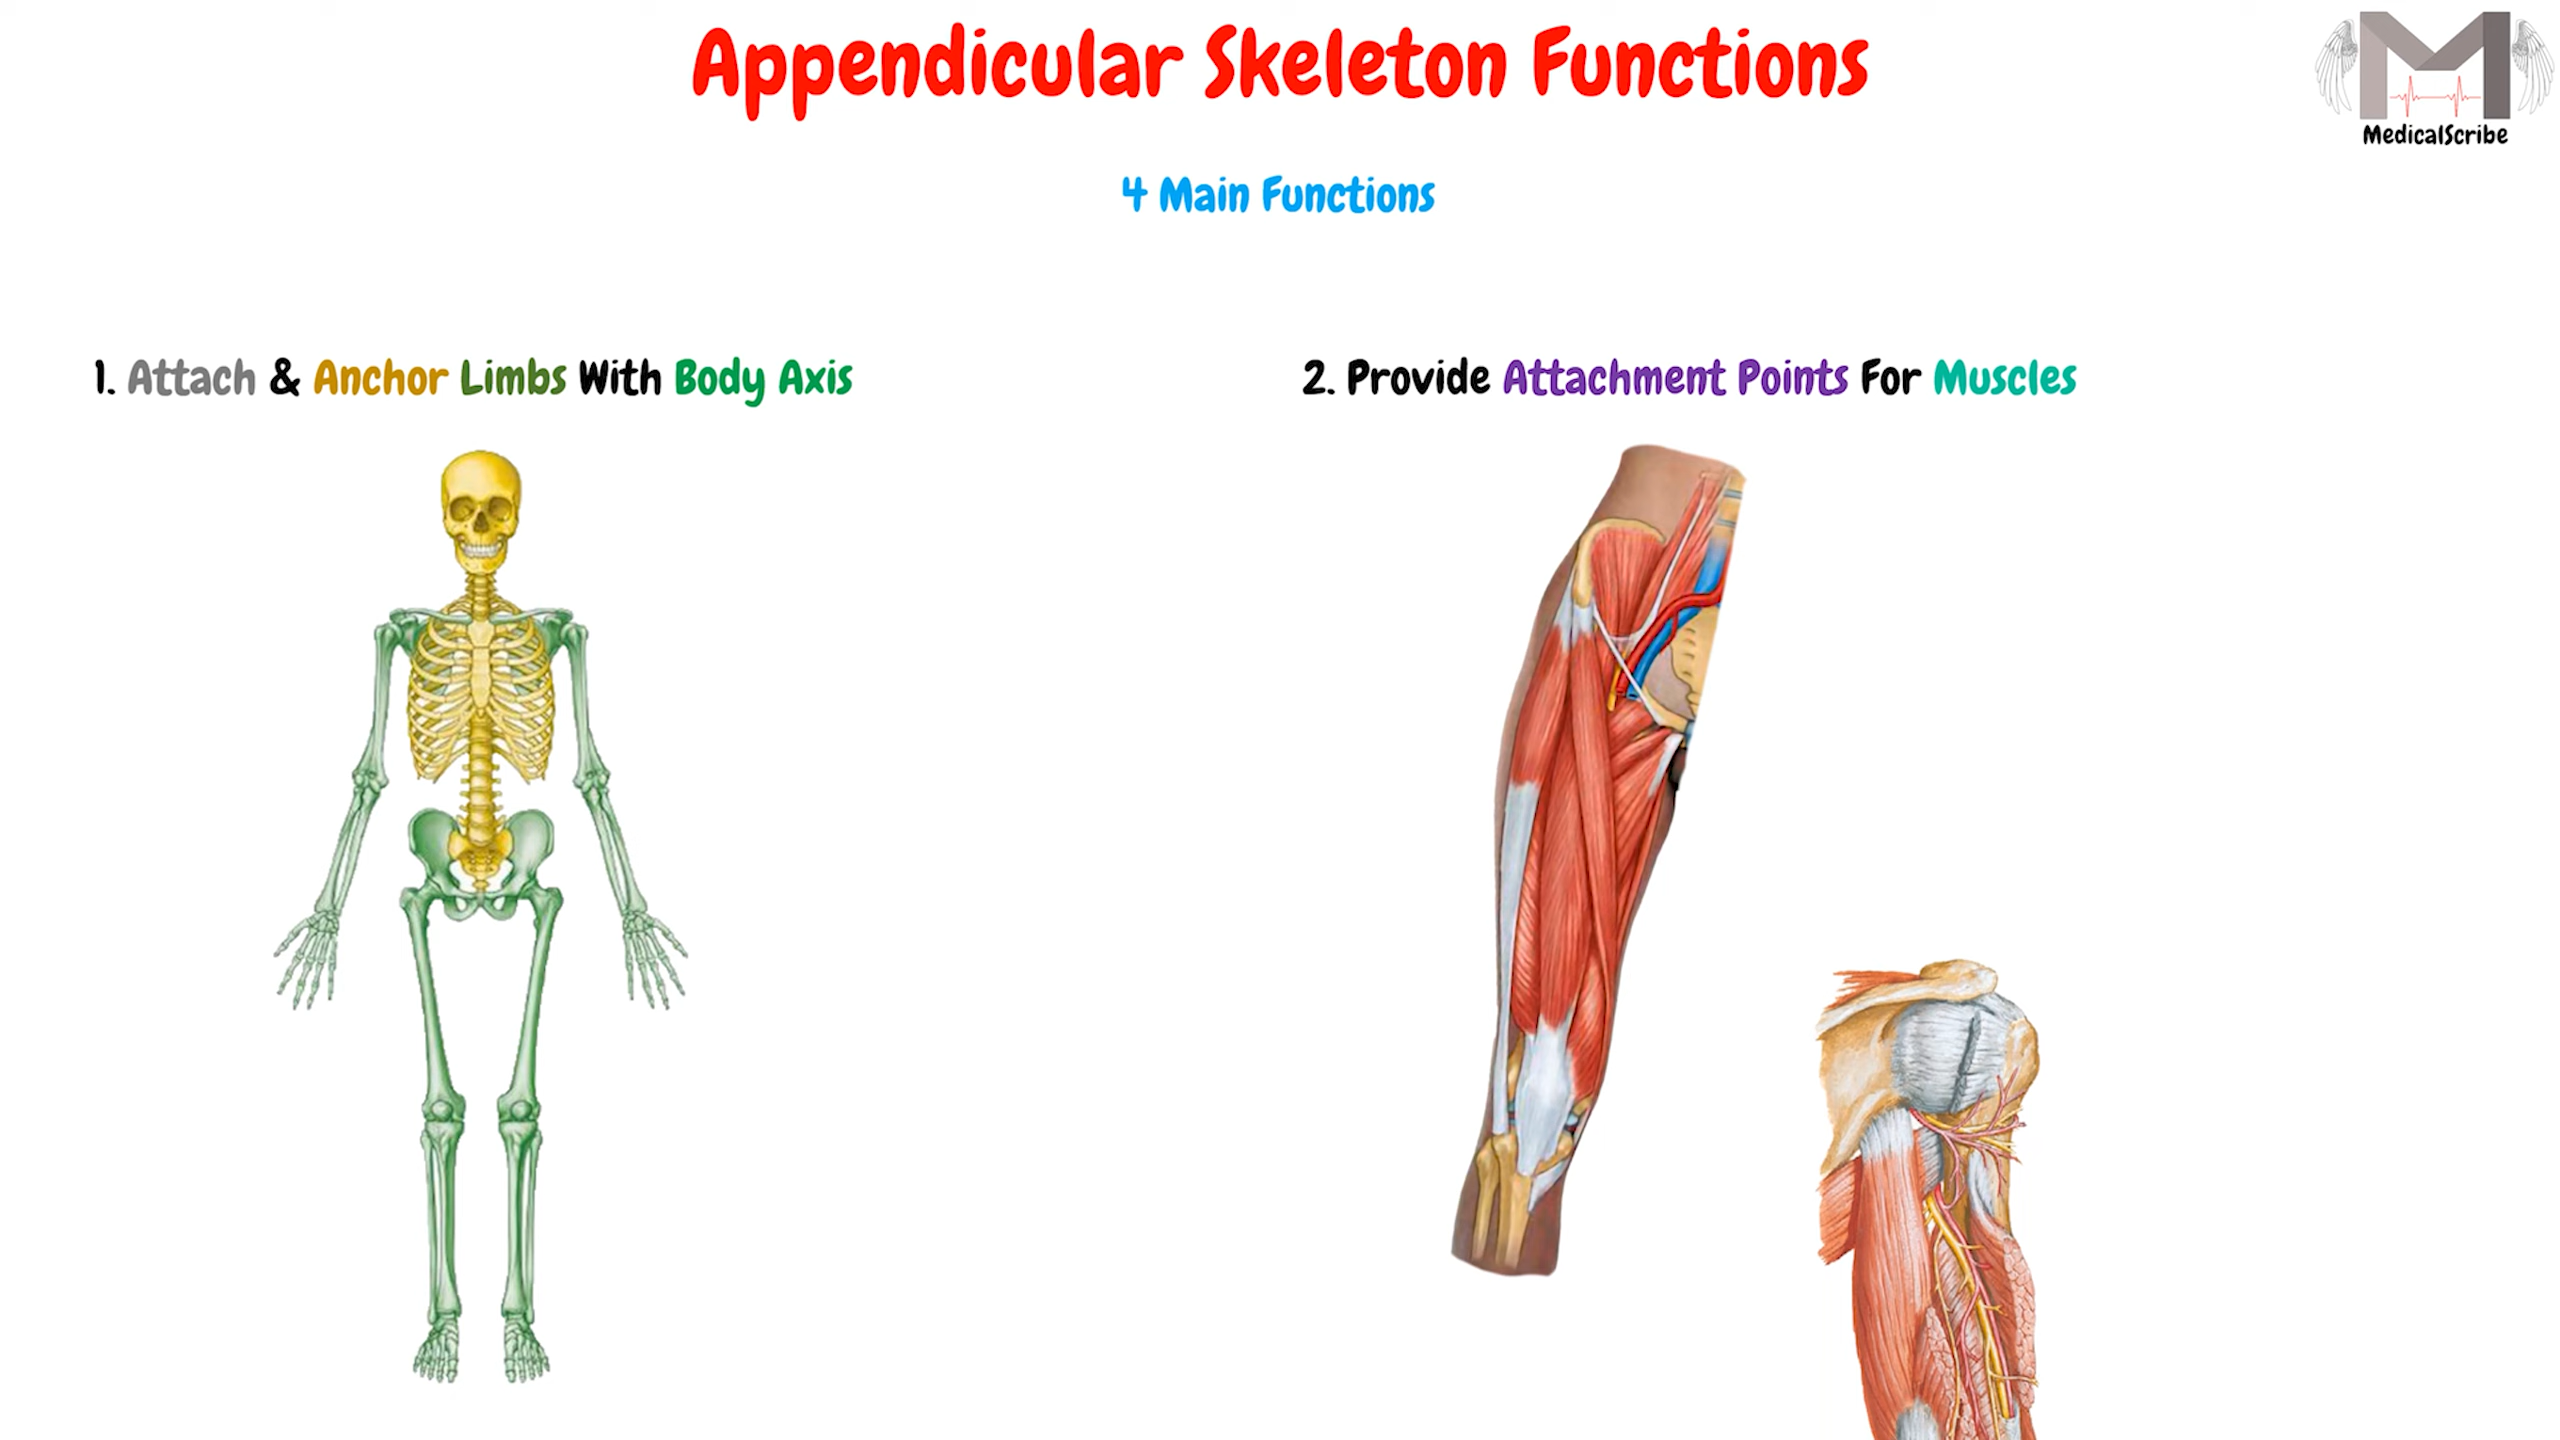 Appendicular Skeleton Functions
MedicalScribe
4 Main Functions
1. Attach & Anchor Limbs With Body Axis
2. Provide Attachment Points For Muscles